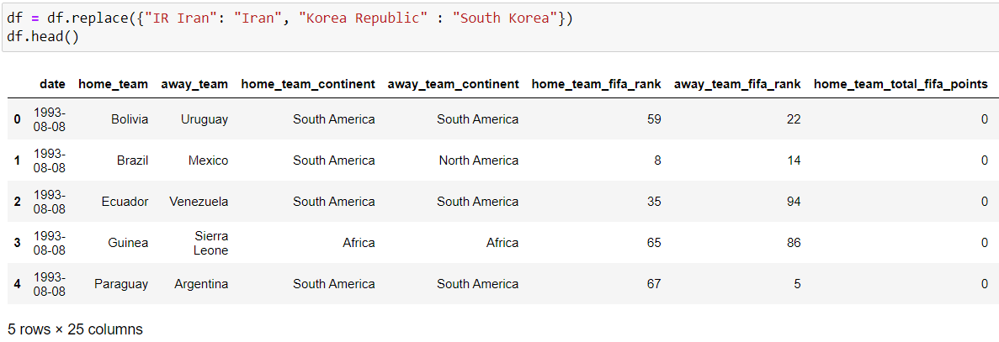 df = df.replace({"IR Iran": "Iran", "Korea Republic" : "South Korea"})
df.head()
date home_team away_team home_team_continent away_team_continent home_team_fifa_rank away_team_fifa_rank home_team_total_fifa_points
0 1993-08-08 Bolivia Uruguay South America South America 59 22 0
1 1993-08-08 Brazil Mexico South America North America 8 14 0
2 1993-08-08 Ecuador Venezuela South America South America 35 94 0
3 1993-08-08 Guinea Sierra Leone Africa Africa 65 86 0
4 1993-08-08 Paraguay Argentina South America South America 67 5 0
5 rows × 25 columns